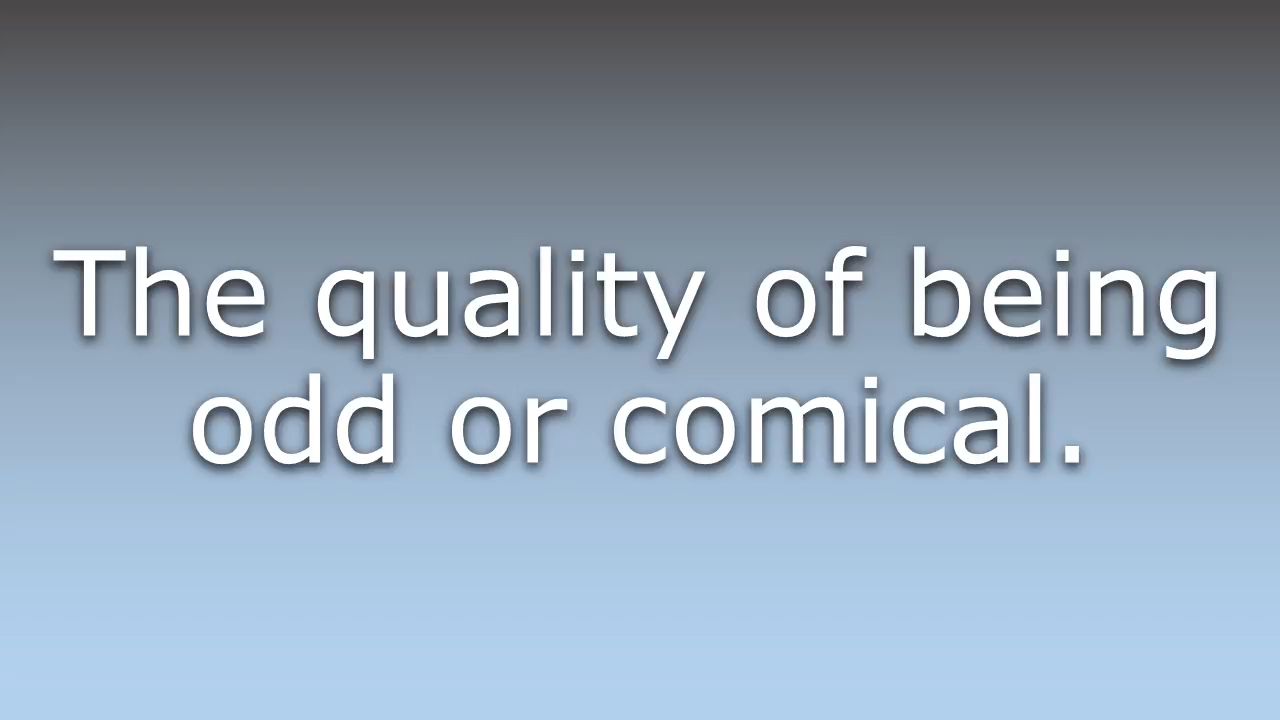 The quality of being
odd or comical.